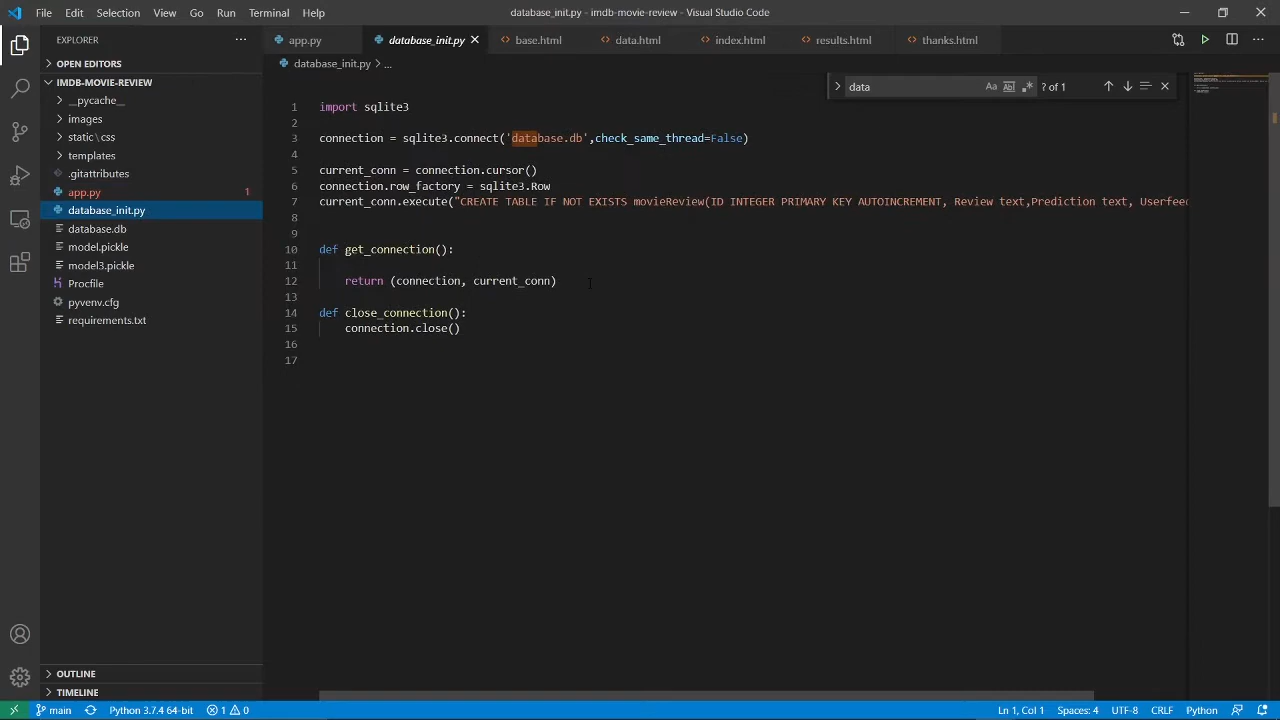 File Edit Selection View Go Run Terminal Help
database_init.py - imdb-movie-review - Visual Studio Code
EXPLORER
app.py
database_init.py
base.html
data.html
index.html
results.html
thanks.html
OPEN EDITORS
database_init.py > ...
IMDB-MOVIE-REVIEW
data
Aa
? of 1
__pycache__
images
static\css
templates
.gitattributes
app.py 1
database_init.py
database.db
model.pickle
model3.pickle
Procfile
pyvenv.cfg
requirements.txt
1 import sqlite3
2
3 connection = sqlite3.connect('database.db',check_same_thread=False)
4
5 current_conn = connection.cursor()
6 connection.row_factory = sqlite3.Row
7 current_conn.execute("CREATE TABLE IF NOT EXISTS movieReview(ID INTEGER PRIMARY KEY AUTOINCREMENT, Review text,Prediction text, Userfeed
8
9
10 def get_connection():
11
12 return (connection, current_conn)
13
14 def close_connection():
15 connection.close()
16
17
OUTLINE
TIMELINE
main
Python 3.7.4 64-bit
1 0
Ln 1, Col 1
Spaces: 4
UTF-8
CRLF
Python